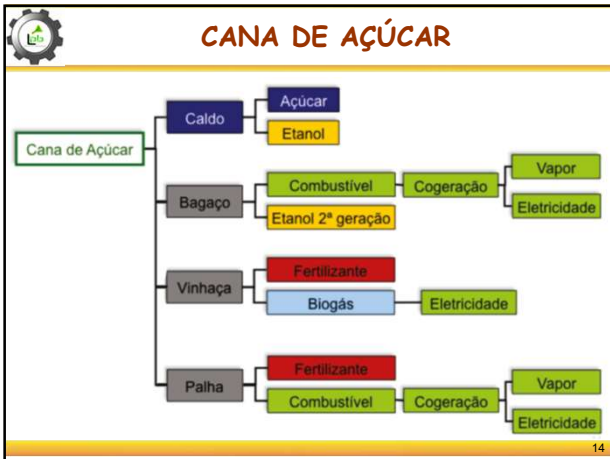 Lab
CANA DE AÇÚCAR
Cana de Açúcar
Caldo
Açúcar
Etanol
Bagaço
Combustível
Cogeração
Vapor
Eletricidade
Etanol 2ª geração
Vinhaça
Fertilizante
Biogás
Eletricidade
Palha
Fertilizante
Combustível
Cogeração
Vapor
Eletricidade
14